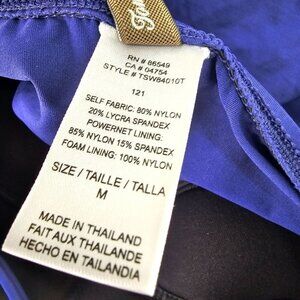 RN # 86549
CA # 04754
STYLE # TSW84010T
121
SELF FABRIC: 80% NYLON
20% LYCRA SPANDEX
POWERNET LINING:
85% NYLON 15% SPANDEX
FOAM LINING: 100% NYLON
SIZE / TAILLE / TALLA
M
MADE IN THAILAND
FAIT AUX THAILANDE
HECHO EN TAILANDIA